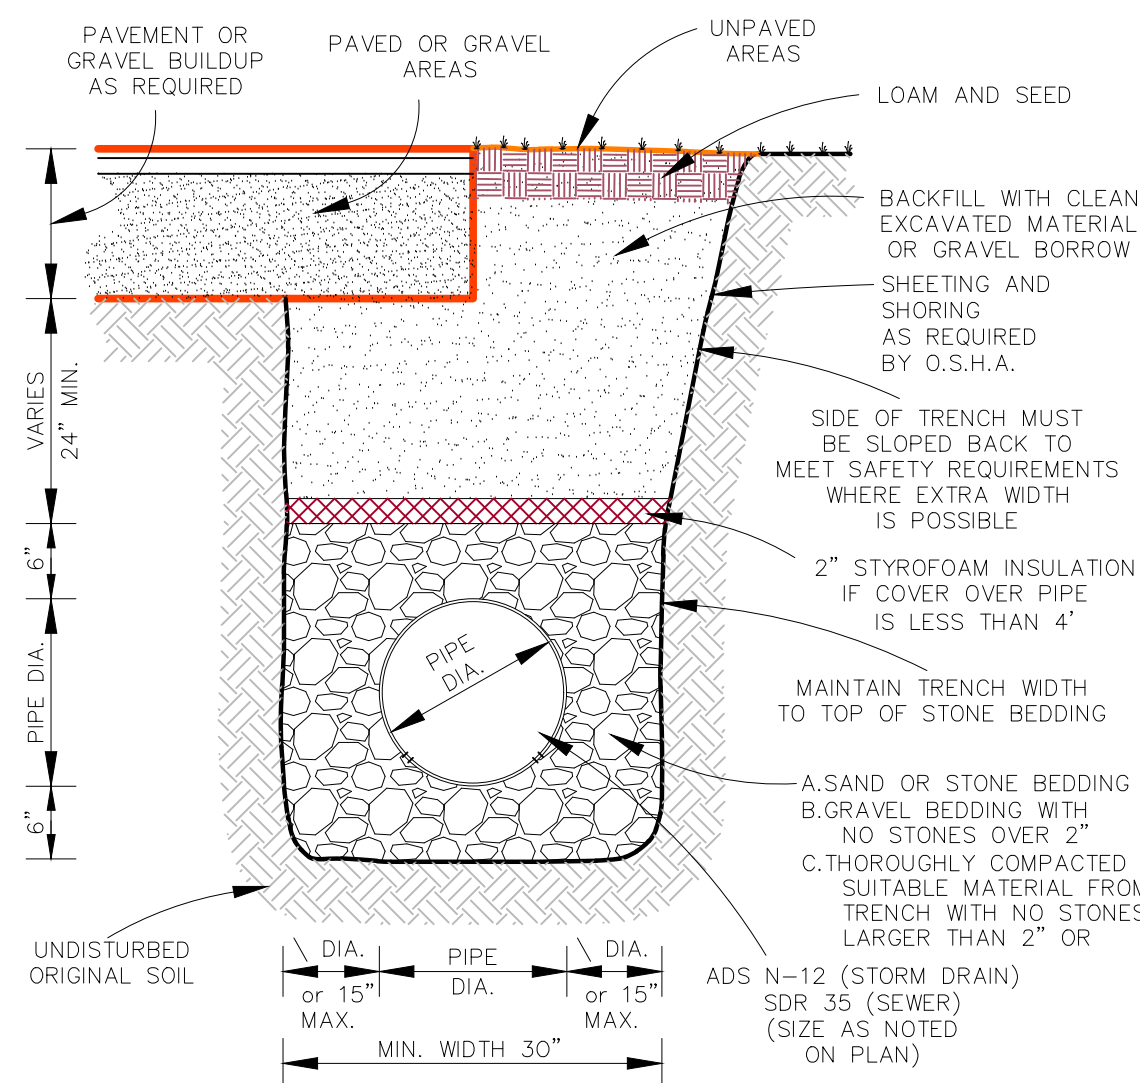 PAVEMENT OR
GRAVEL BUILDUP
AS REQUIRED
PAVED OR GRAVEL
AREAS
UNPAVED
AREAS
LOAM AND SEED
BACKFILL WITH CLEAN
EXCAVATED MATERIAL
OR GRAVEL BORROW
SHEETING AND
SHORING
AS REQUIRED
BY O.S.H.A.
SIDE OF TRENCH MUST
BE SLOPED BACK TO
MEET SAFETY REQUIREMENTS
WHERE EXTRA WIDTH
IS POSSIBLE
2” STYROFOAM INSULATION
IF COVER OVER PIPE
IS LESS THAN 4'
MAINTAIN TRENCH WIDTH
TO TOP OF STONE BEDDING
A.SAND OR STONE BEDDING
B.GRAVEL BEDDING WITH
NO STONES OVER 2”
C.THOROUGHLY COMPACTED
SUITABLE MATERIAL FROM
TRENCH WITH NO STONES
LARGER THAN 2” OR
ADS N-12 (STORM DRAIN)
SDR 35 (SEWER)
(SIZE AS NOTED
ON PLAN)
VARIES
24” MIN.
6”
PIPE DIA.
6”
PIPE
DIA.
UNDISTURBED
ORIGINAL SOIL
\ DIA.
or 15”
MAX.
PIPE
DIA.
\ DIA.
or 15”
MAX.
MIN. WIDTH 30”